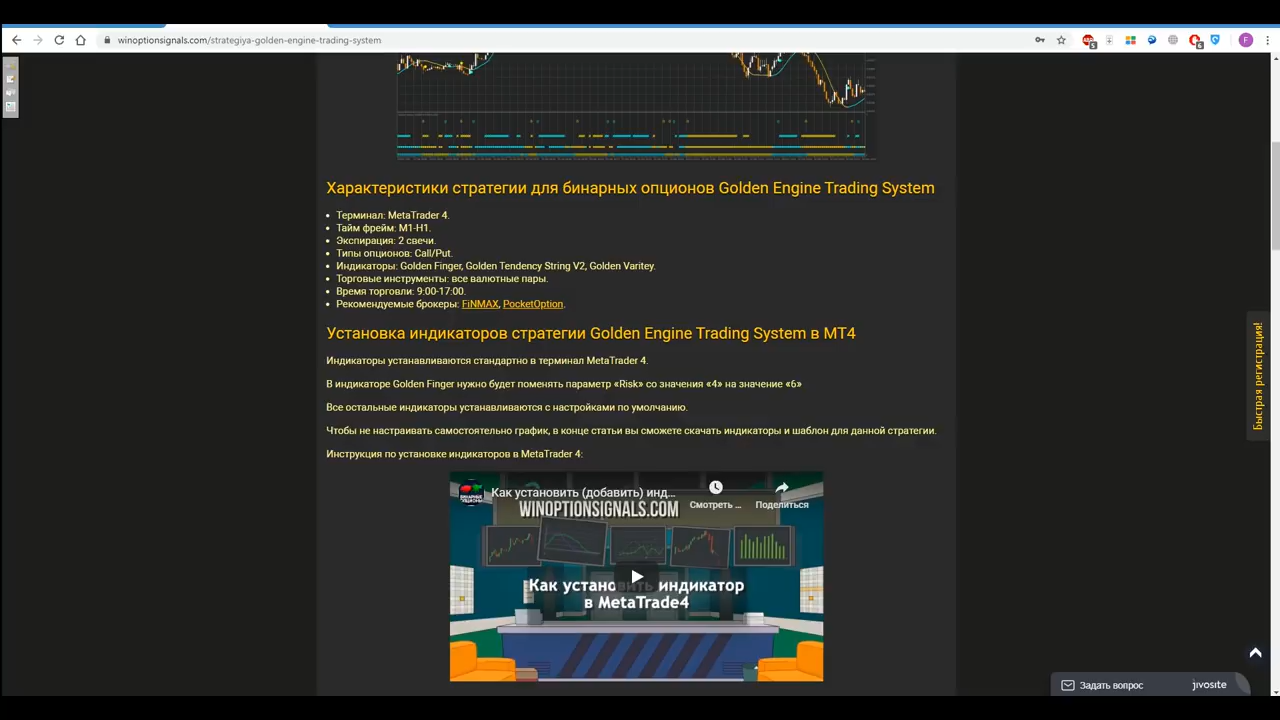 winoptionsignals.com/strategiya-golden-engine-trading-system
Характеристики стратегии для бинарных опционов Golden Engine Trading System
Терминал: MetaTrader 4.
Тайм фрейм: M1-H1.
Экспирация: 2 свечи.
Типы опционов: Call/Put.
Индикаторы: Golden Finger, Golden Tendency String V2, Golden Varitey.
Торговые инструменты: все валютные пары.
Время торговли: 9:00-17:00.
Рекомендуемые брокеры: FiNMAX, PocketOption.
Установка индикаторов стратегии Golden Engine Trading System в MT4
Индикаторы устанавливаются стандартно в терминал MetaTrader 4.
В индикаторе Golden Finger нужно будет поменять параметр «Risk» со значения «4» на значение «6»
Все остальные индикаторы устанавливаются с настройками по умолчанию.
Чтобы не настраивать самостоятельно график, в конце статьи вы сможете скачать индикаторы и шаблон для данной стратегии.
Инструкция по установке индикаторов в MetaTrader 4:
Как установить (добавить) инд...
Смотреть ...
Поделиться
WINOPTIONSIGNALS.COM
Как установить индикатор
в MetaTrade4
Быстрая регистрация!
Задать вопрос
jivosite